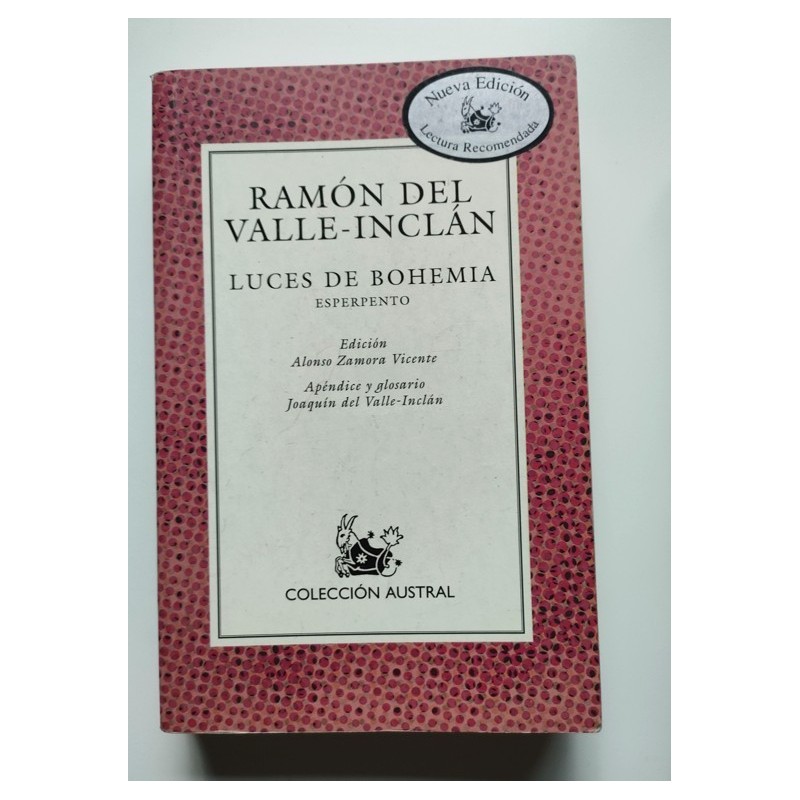 Nueva Edición
Lectura Recomendada
RAMÓN DEL
VALLE-INCLÁN
LUCES DE BOHEMIA
ESPERPENTO
Edición
Alonso Zamora Vicente
Apéndice y glosario
Joaquín del Valle-Inclán
COLECCIÓN AUSTRAL